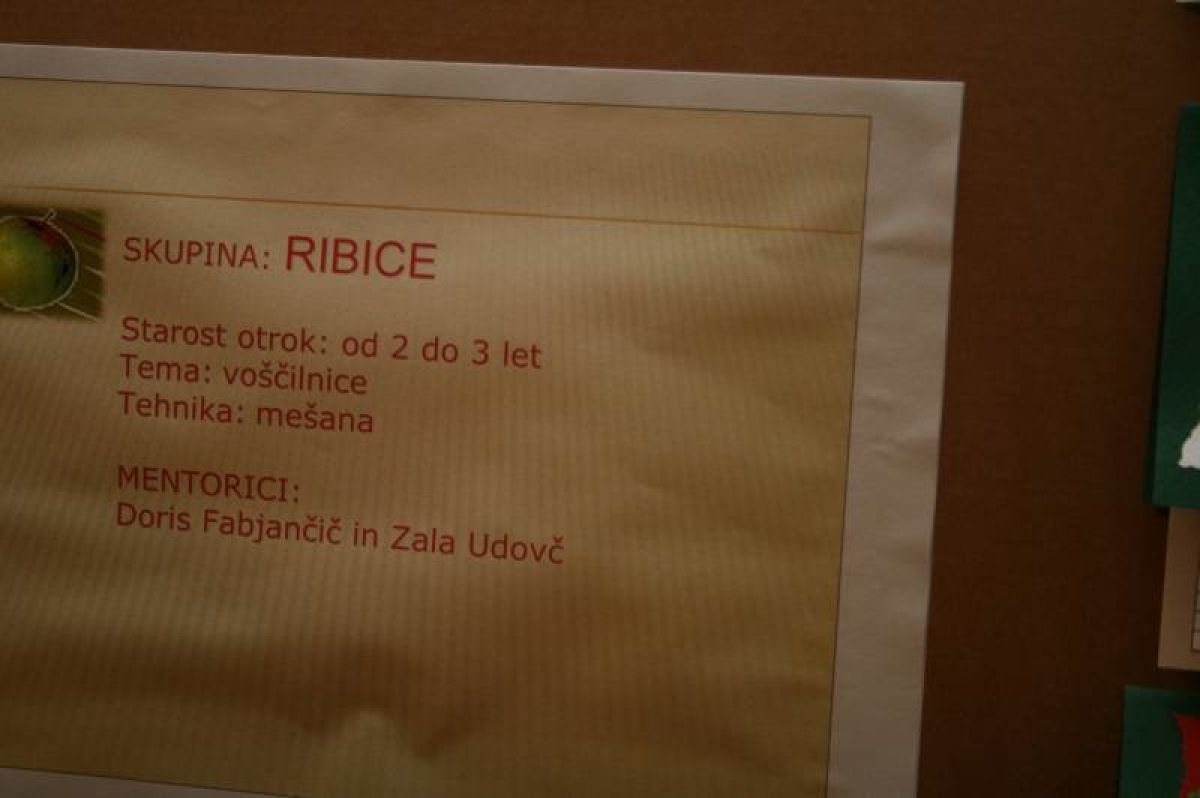 SKUPINA: RIBICE
Starost otrok: od 2 do 3 let
Tema: voščilnice
Tehnika: mešana
MENTORICI:
Doris Fabjančič in Zala Udovč